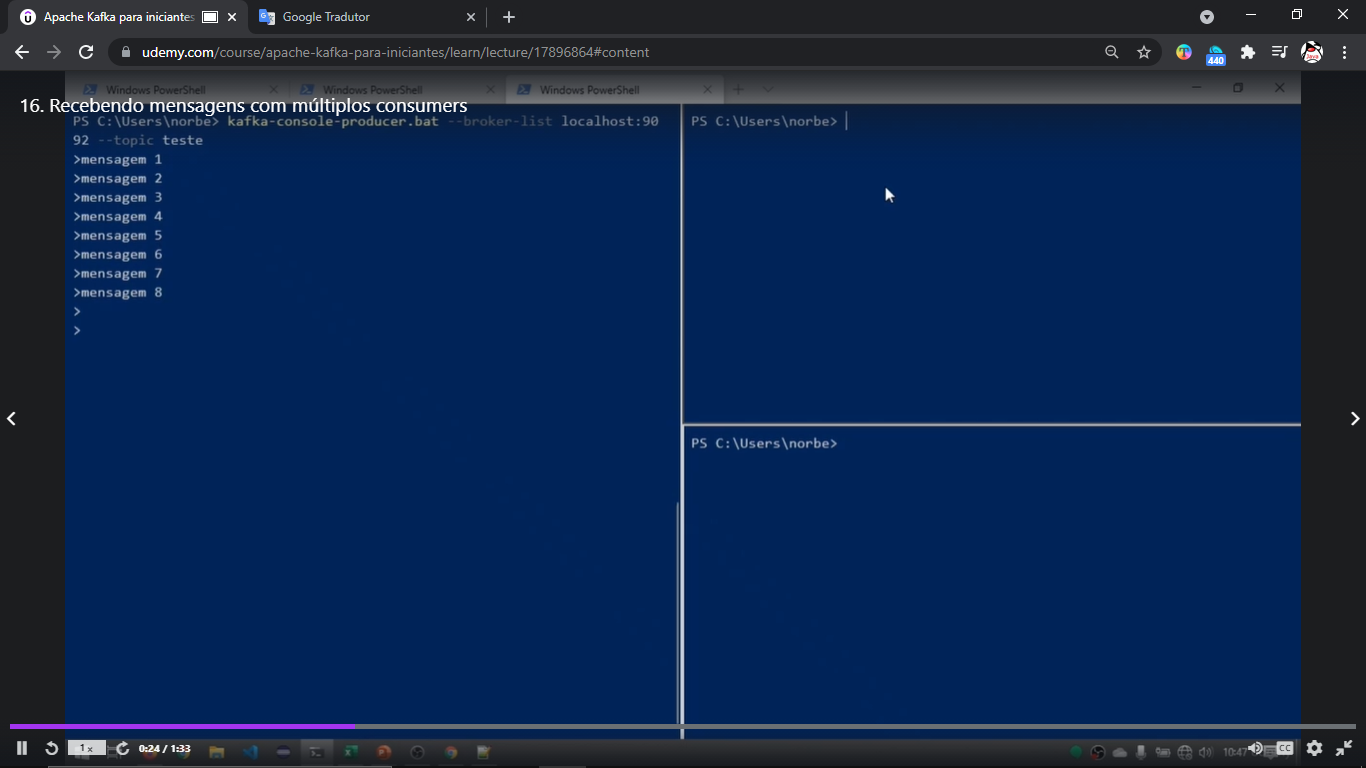 Apache Kafka para iniciantes
Google Tradutor
udemy.com/course/apache-kafka-para-iniciantes/learn/lecture/17896864#content
440
Windows PowerShell
Windows PowerShell
Windows PowerShell
16. Recebendo mensagens com múltiplos consumers
PS C:\Users\norbe> kafka-console-producer.bat --broker-list localhost:90
92 --topic teste
>mensagem 1
>mensagem 2
>mensagem 3
>mensagem 4
>mensagem 5
>mensagem 6
>mensagem 7
>mensagem 8
>
>
PS C:\Users\norbe>
PS C:\Users\norbe>
1x
0:24 / 1:33
10:47
CC